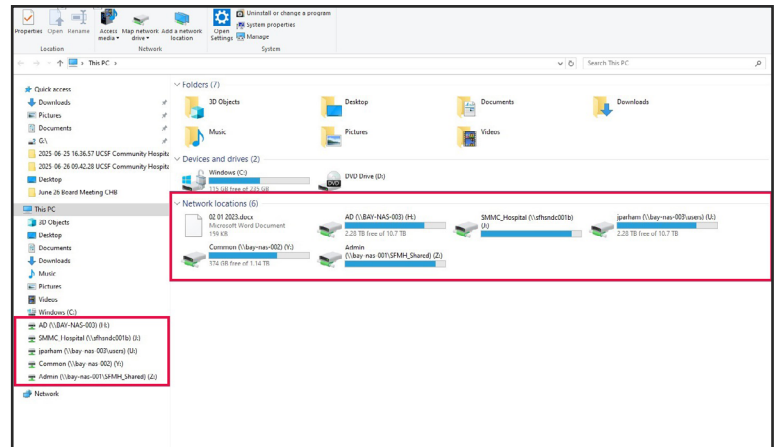 Uninstall or change a program
System properties
Manage
Properties Open Rename Access media Map network drive Add a network location Open Settings
Location Network System
This PC
Search This PC
Quick access
Downloads
Pictures
Documents
G:\
2025-06-25 16.36.57 UCSF Community Hospita
2025-06-26 09.42.28 UCSF Community Hospita
Desktop
June 26 Board Meeting CHB
This PC
3D Objects
Desktop
Documents
Downloads
Music
Pictures
Videos
Windows (C:)
AD (\\BAY-NAS-003) (H:)
SMMC_Hospital (\\sfhsndc001b) (J:)
jparham (\\bay-nas-003\users) (U:)
Common (\\bay-nas-002) (Y:)
Admin (\\bay-nas-001\SFMH_Shared) (Z:)
Network
Folders (7)
3D Objects
Desktop
Documents
Downloads
Music
Pictures
Videos
Devices and drives (2)
Windows (C:)
115 GB free of 235 GB
DVD Drive (D:)
DVD
Network locations (6)
02 01 2023.docx
Microsoft Word Document
159 KB
AD (\\BAY-NAS-003) (H:)
2.28 TB free of 10.7 TB
SMMC_Hospital (\\sfhsndc001b)
(J:)
jparham (\\bay-nas-003\users) (U:)
2.28 TB free of 10.7 TB
Common (\\bay-nas-002) (Y:)
574 GB free of 1.14 TB
Admin
(\\bay-nas-001\SFMH_Shared) (Z:)